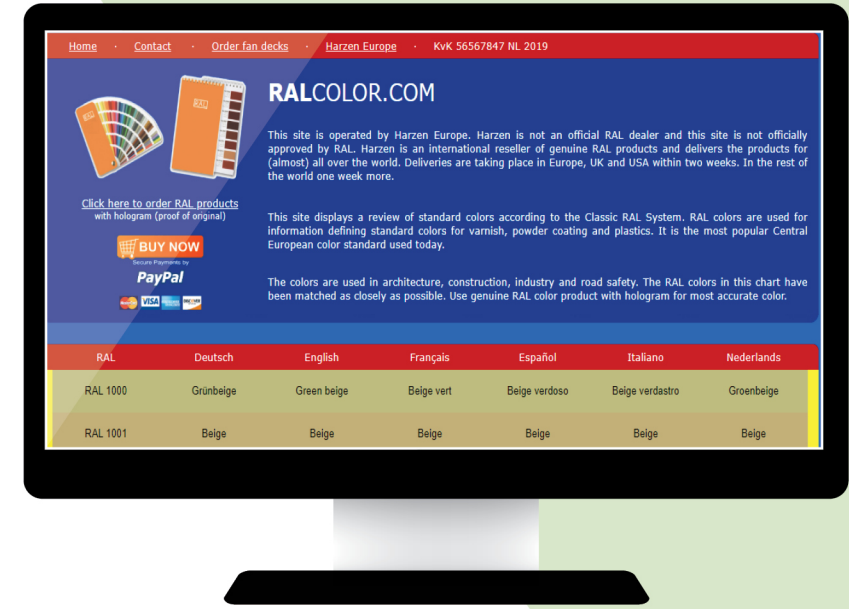 Home · Contact · Order fan decks · Harzen Europe · KvK 56567847 NL 2019
RAL
RAL
RALCOLOR.COM
This site is operated by Harzen Europe. Harzen is not an official RAL dealer and this site is not officially
approved by RAL. Harzen is an international reseller of genuine RAL products and delivers the products for
(almost) all over the world. Deliveries are taking place in Europe, UK and USA within two weeks. In the rest of
the world one week more.
Click here to order RAL products
with hologram (proof of original)
This site displays a review of standard colors according to the Classic RAL System. RAL colors are used for
information defining standard colors for varnish, powder coating and plastics. It is the most popular Central
European color standard used today.
BUY NOW
Secure Payments by
PayPal
VISA
The colors are used in architecture, construction, industry and road safety. The RAL colors in this chart have
been matched as closely as possible. Use genuine RAL color product with hologram for most accurate color.
RAL Deutsch English Français Español Italiano Nederlands
RAL 1000 Grünbeige Green beige Beige vert Beige verdoso Beige verdastro Groenbeige
RAL 1001 Beige Beige Beige Beige Beige Beige